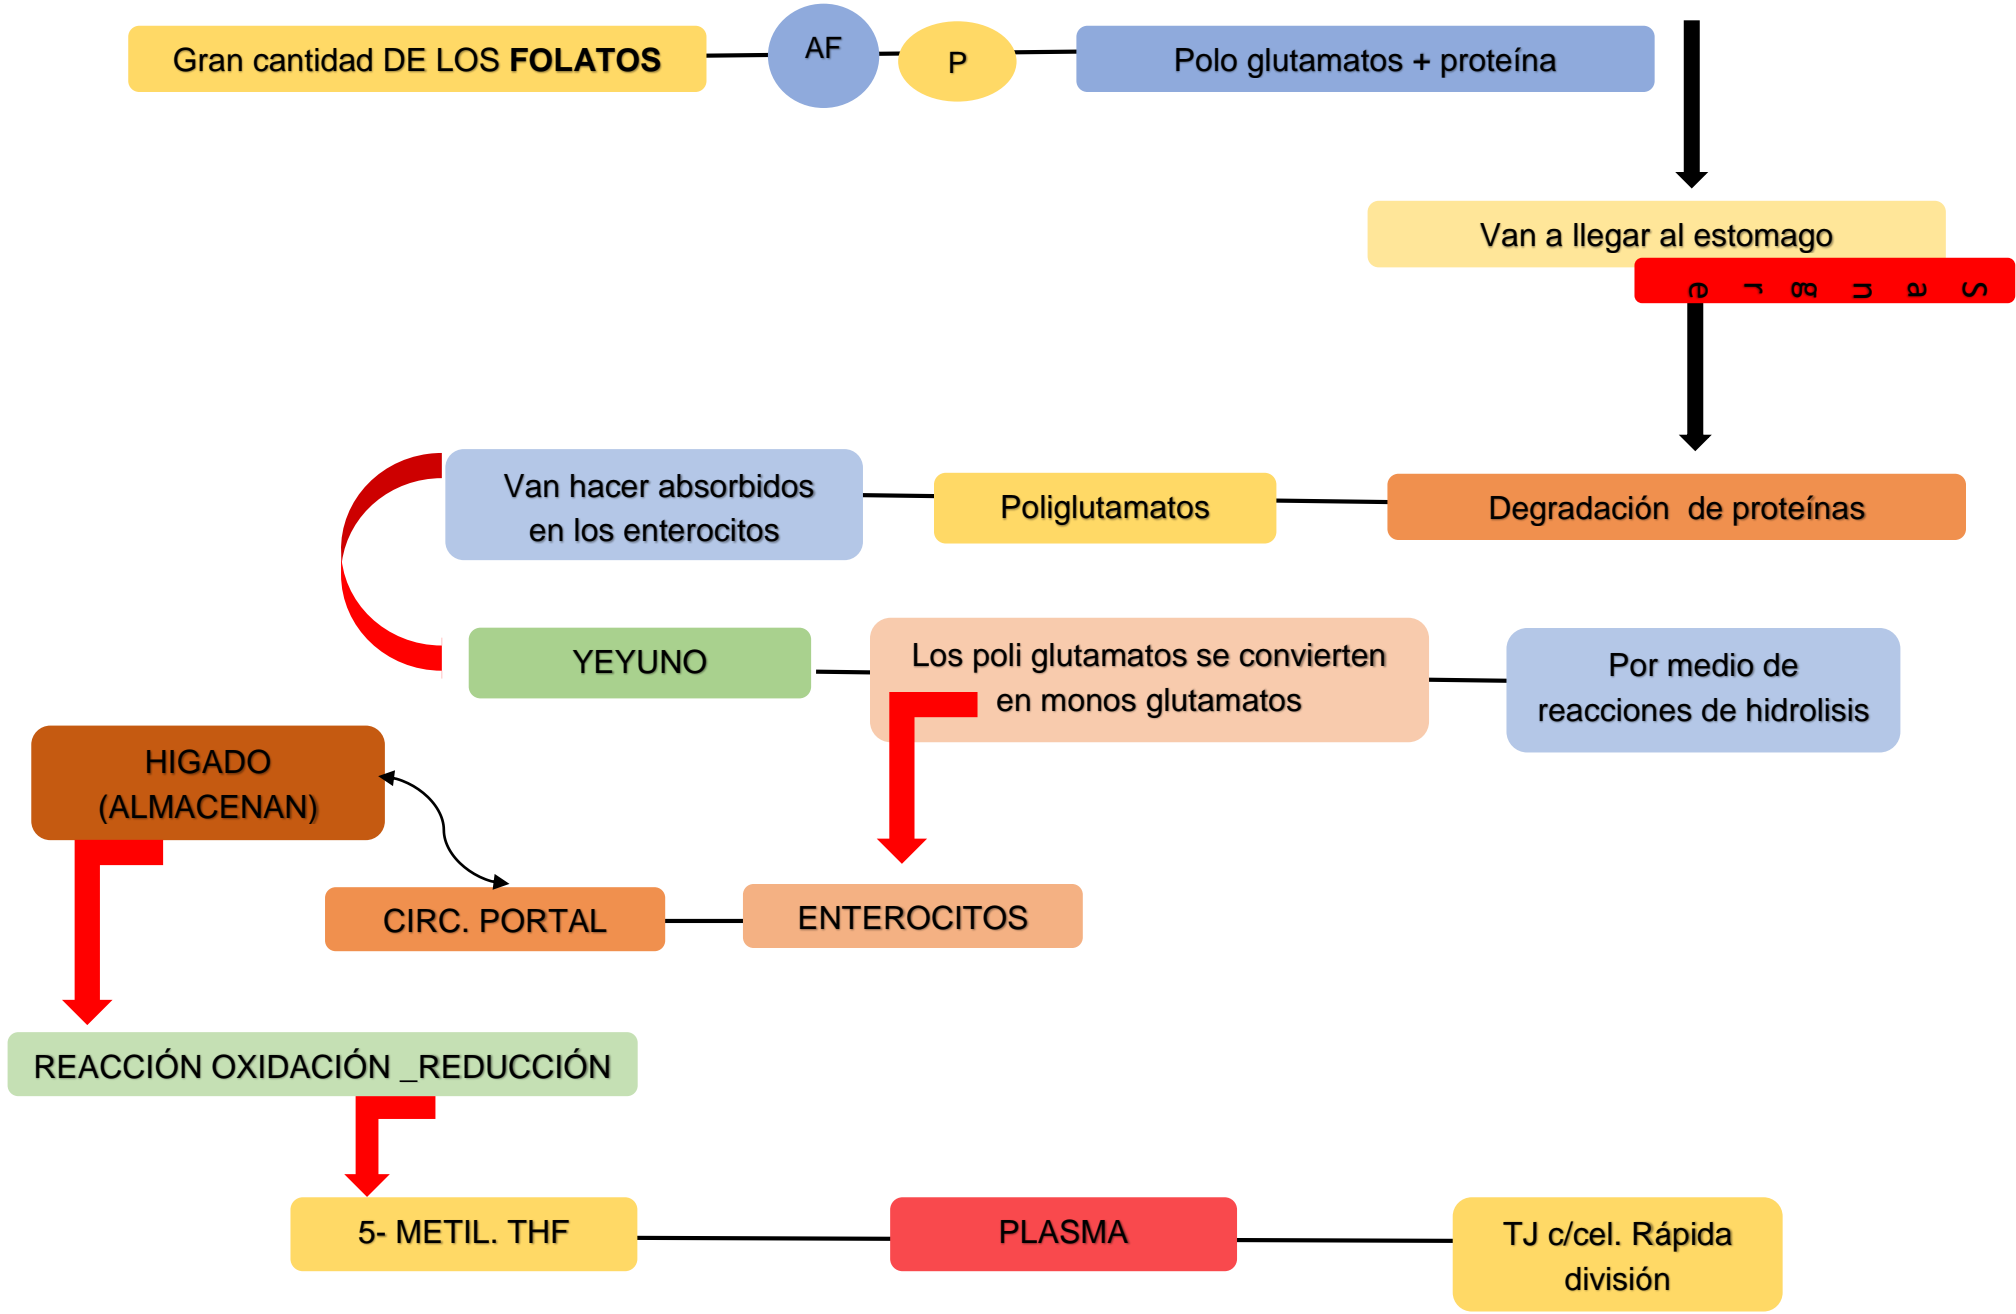 Gran cantidad DE LOS FOLATOS
AF
P
Polo glutamatos + proteína
Van a llegar al estomago
Sangre
Van hacer absorbidos
en los enterocitos
Poliglutamatos
Degradación de proteínas
YEYUNO
Los poli glutamatos se convierten
en monos glutamatos
Por medio de
reacciones de hidrolisis
HIGADO
(ALMACENAN)
CIRC. PORTAL
ENTEROCITOS
REACCIÓN OXIDACIÓN _REDUCCIÓN
5- METIL. THF
PLASMA
TJ c/cel. Rápida
división